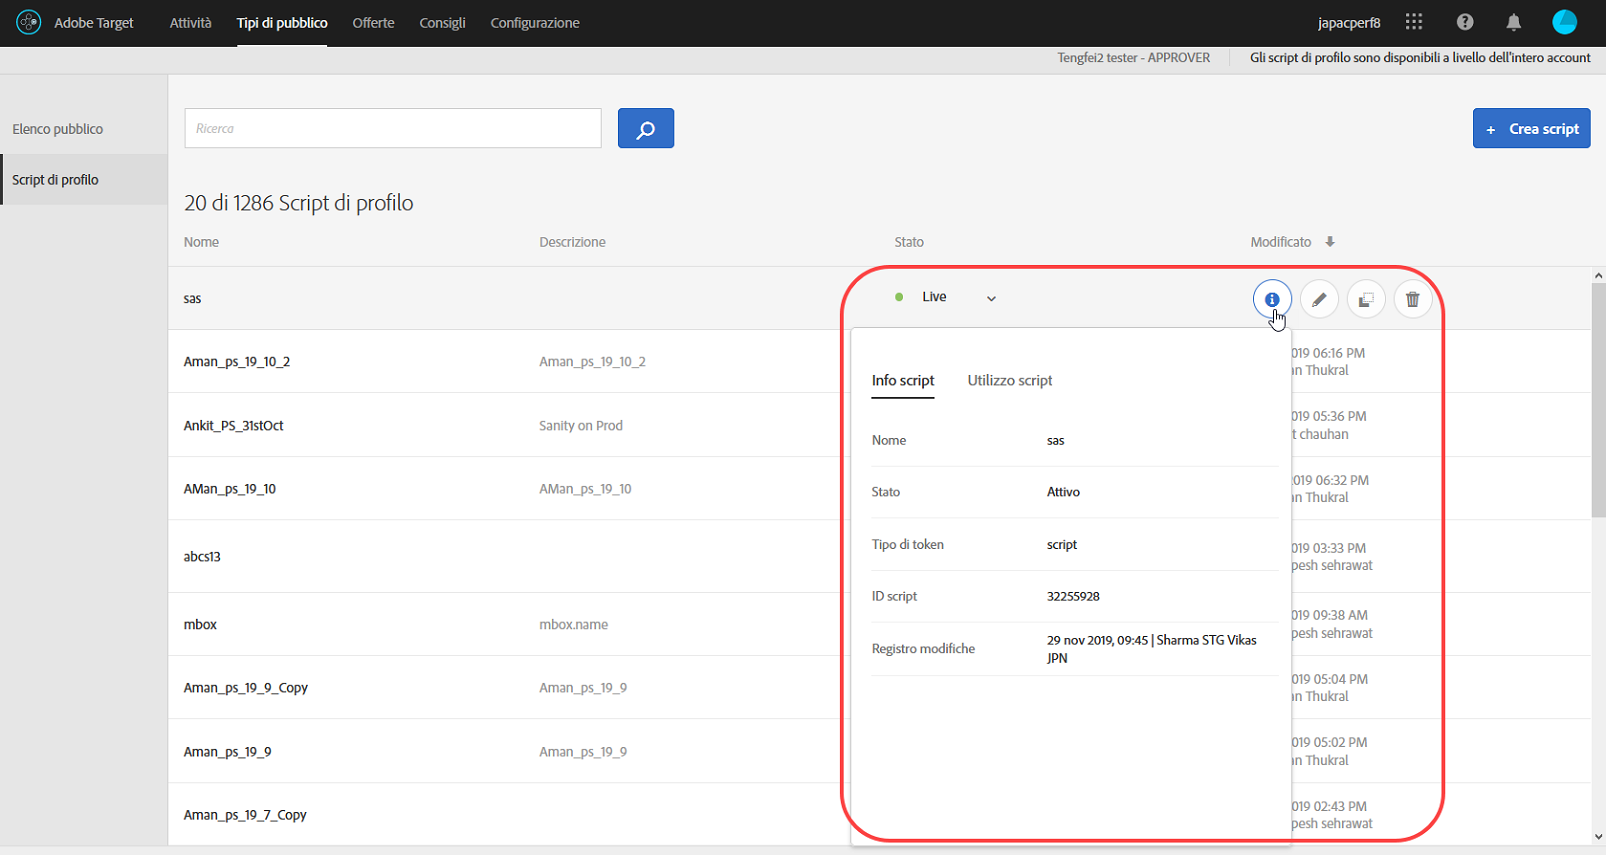 Adobe Target Attività Tipi di pubblico Offerte Consigli Configurazione japacperf8
Tengfei2 tester - APPROVER Gli script di profilo sono disponibili a livello dell'intero account
Elenco pubblico
Script di profilo
Ricerca
+ Crea script
20 di 1286 Script di profilo
Nome Descrizione Stato Modificato
sas Live
Aman_ps_19_10_2 Aman_ps_19_10_2 019 06:16 PM
an Thukral
Ankit_PS_31stOct Sanity on Prod 019 05:36 PM
t chauhan
AMan_ps_19_10 AMan_ps_19_10 2019 06:32 PM
an Thukral
abcs13 019 03:33 PM
pesh sehrawat
mbox mbox.name 019 09:38 AM
pesh sehrawat
Aman_ps_19_9_Copy Aman_ps_19_9 019 05:04 PM
an Thukral
Aman_ps_19_9 Aman_ps_19_9 019 05:02 PM
an Thukral
Aman_ps_19_7_Copy 019 02:43 PM
pesh sehrawat
Info script Utilizzo script
Nome sas
Stato Attivo
Tipo di token script
ID script 32255928
Registro modifiche 29 nov 2019, 09:45 | Sharma STG Vikas
JPN